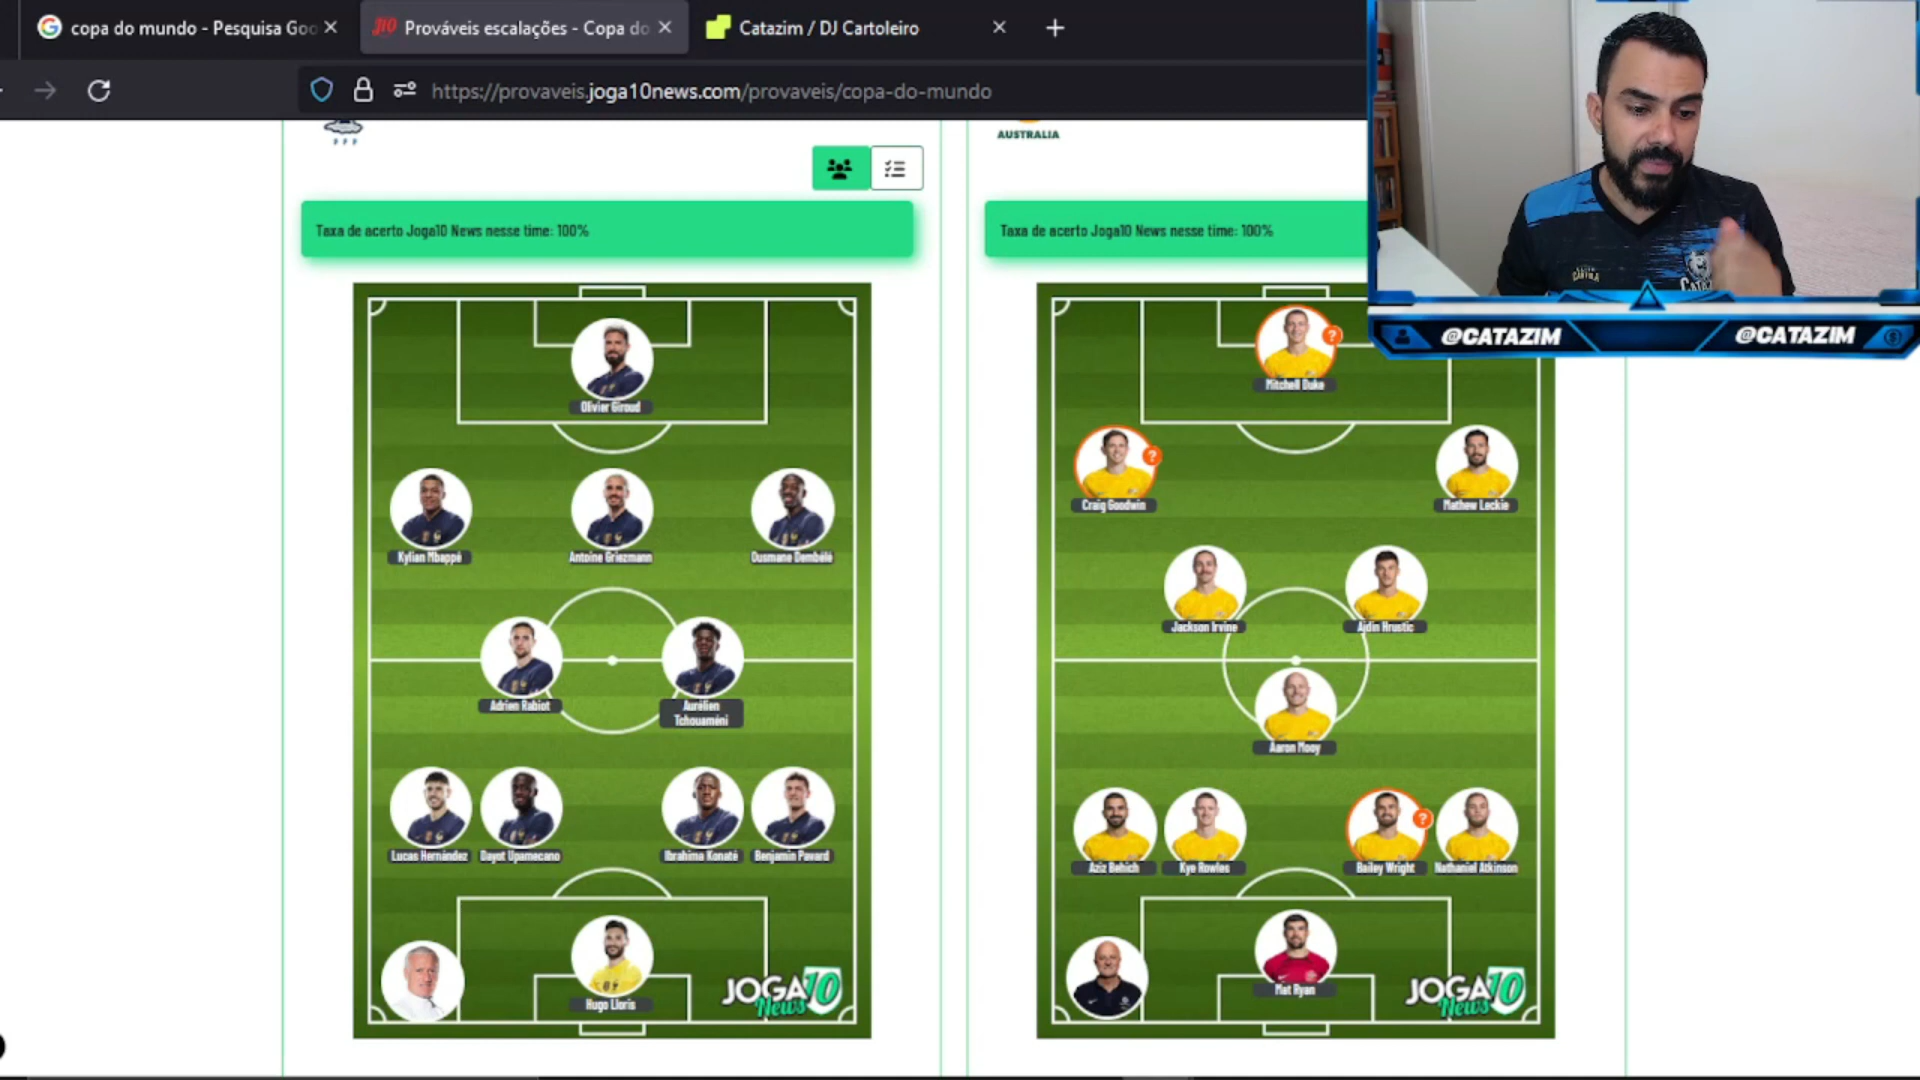 copa do mundo - Pesquisa Goo
J10 Prováveis escalações - Copa do
Catazim / DJ Cartoleiro
https://provaveis.joga10news.com/provaveis/copa-do-mundo
AUSTRALIA
Taxa de acerto Joga10 News nesse time: 100%
Taxa de acerto Joga10 News nesse time: 100%
@CATAZIM
@CATAZIM
Olivier Giroud
Kylian Mbappé
Antoine Griezmann
Ousmane Dembélé
Adrien Rabiot
Aurélien
Tchouaméni
Lucas Hernández
Dayot Upamecano
Ibrahima Konaté
Benjamin Pavard
Hugo Lloris
JOGA10
News
?
Mitchell Duke
?
Craig Goodwin
Mathew Leckie
Jackson Irvine
Ajdin Hrustic
Aaron Mooy
Aziz Behich
Kye Rowles
?
Bailey Wright
Nathaniel Atkinson
Mat Ryan
JOGA10
News